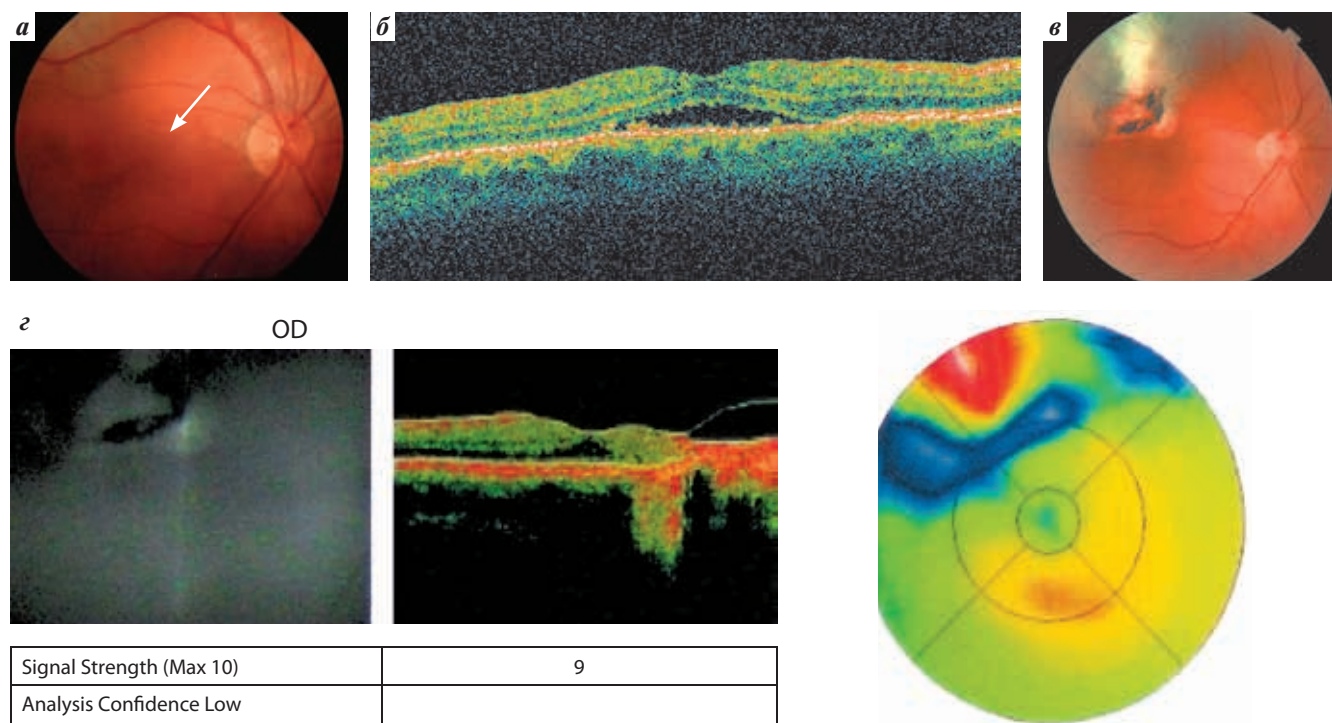 а
б
в
г
OD
Signal Strength (Max 10) 9
Analysis Confidence Low